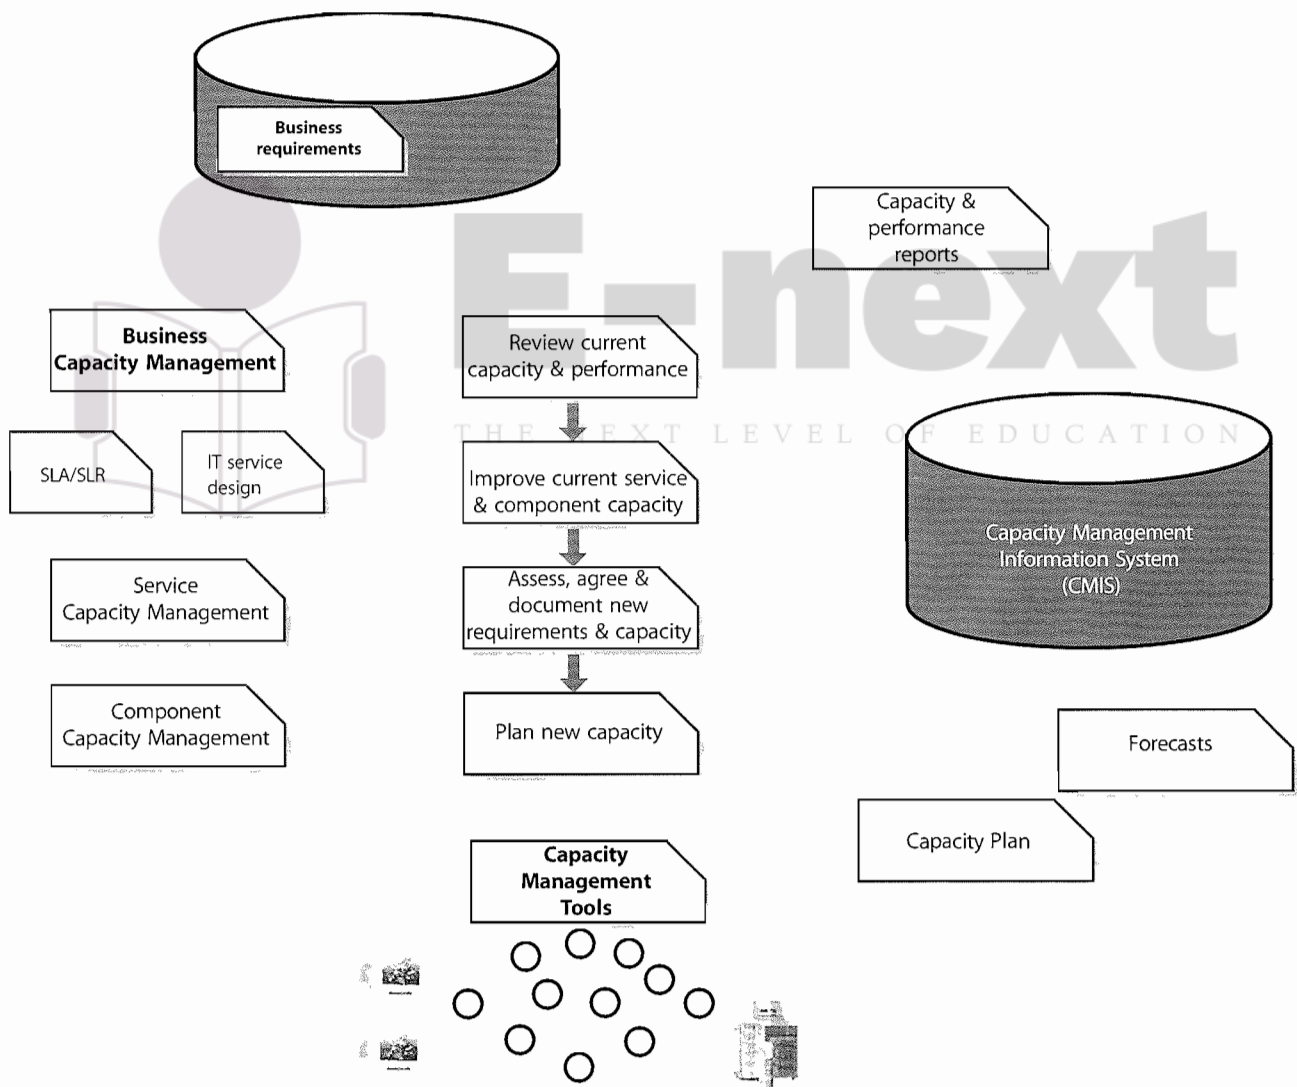 Business
requirements
Capacity &
performance
reports
Business
Capacity Management
SLA/SLR
IT service
design
Service
Capacity Management
Component
Capacity Management
Review current
capacity & performance
Improve current service
& component capacity
Assess, agree &
document new
requirements & capacity
Plan new capacity
Capacity
Management
Tools
Capacity Management
Information System
(CMIS)
Forecasts
Capacity Plan
E-next
THE NEXT LEVEL OF EDUCATION